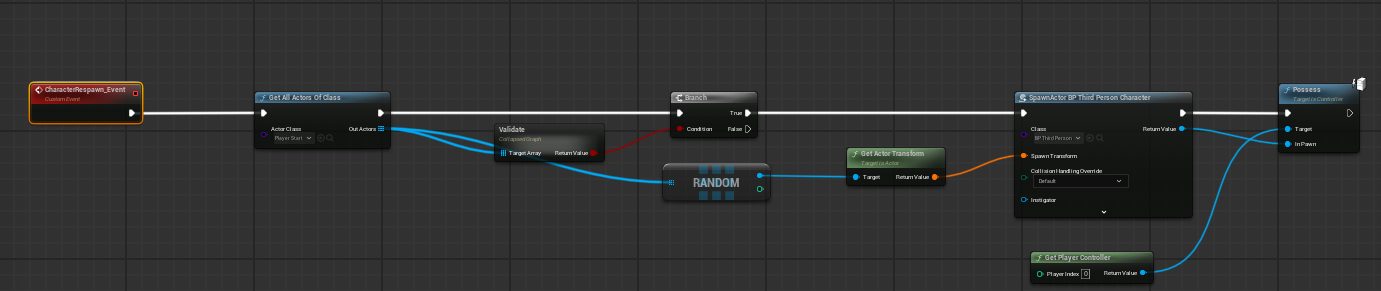 CharacterRespawn_Event
Custom Event
Get All Actors Of Class
Actor Class
Player Start
Out Actors
Validate
Collapsed Graph
Target Array
Return Value
Branch
True
Condition
False
RANDOM
Get Actor Transform
Target is Actor
Target
Return Value
SpawnActor BP Third Person Character
Class
BP Third Person
Return Value
Spawn Transform
Collision Handling Override
Default
Instigator
Get Player Controller
Player Index
0
Return Value
Possess
Target is Controller
Target
In Pawn